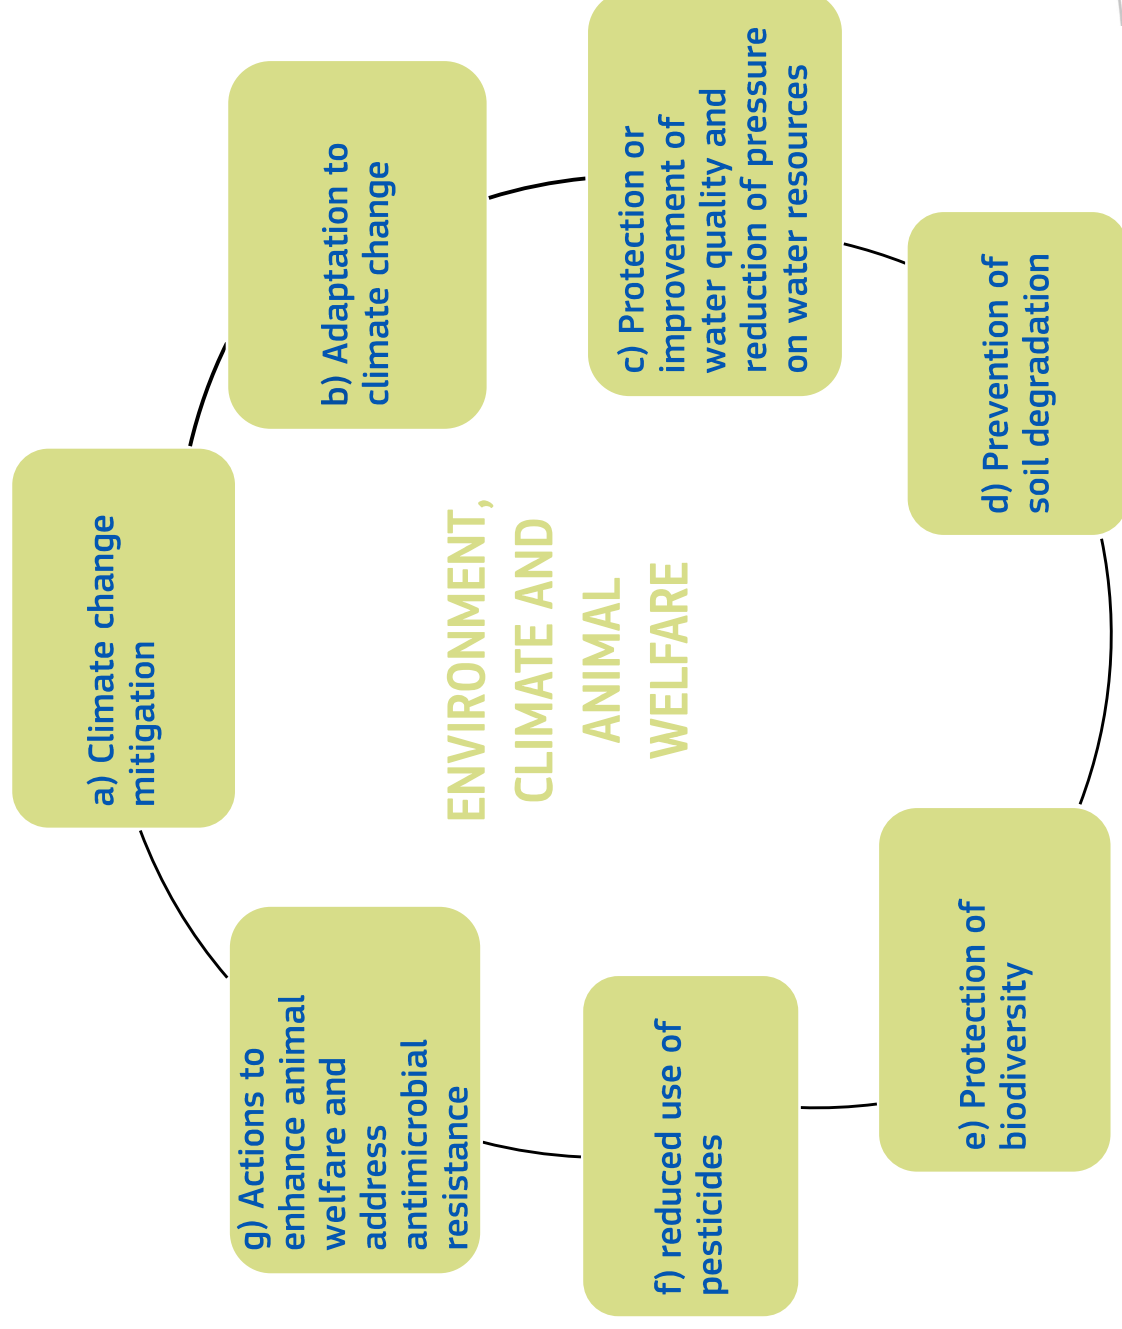 a) Climate change
mitigation
b) Adaptation to
climate change
c) Protection or
improvement of
water quality and
reduction of pressure
on water resources
d) Prevention of
soil degradation
e) Protection of
biodiversity
f) reduced use of
pesticides
g) Actions to
enhance animal
welfare and
address
antimicrobial
resistance
ENVIRONMENT,
CLIMATE AND
ANIMAL
WELFARE